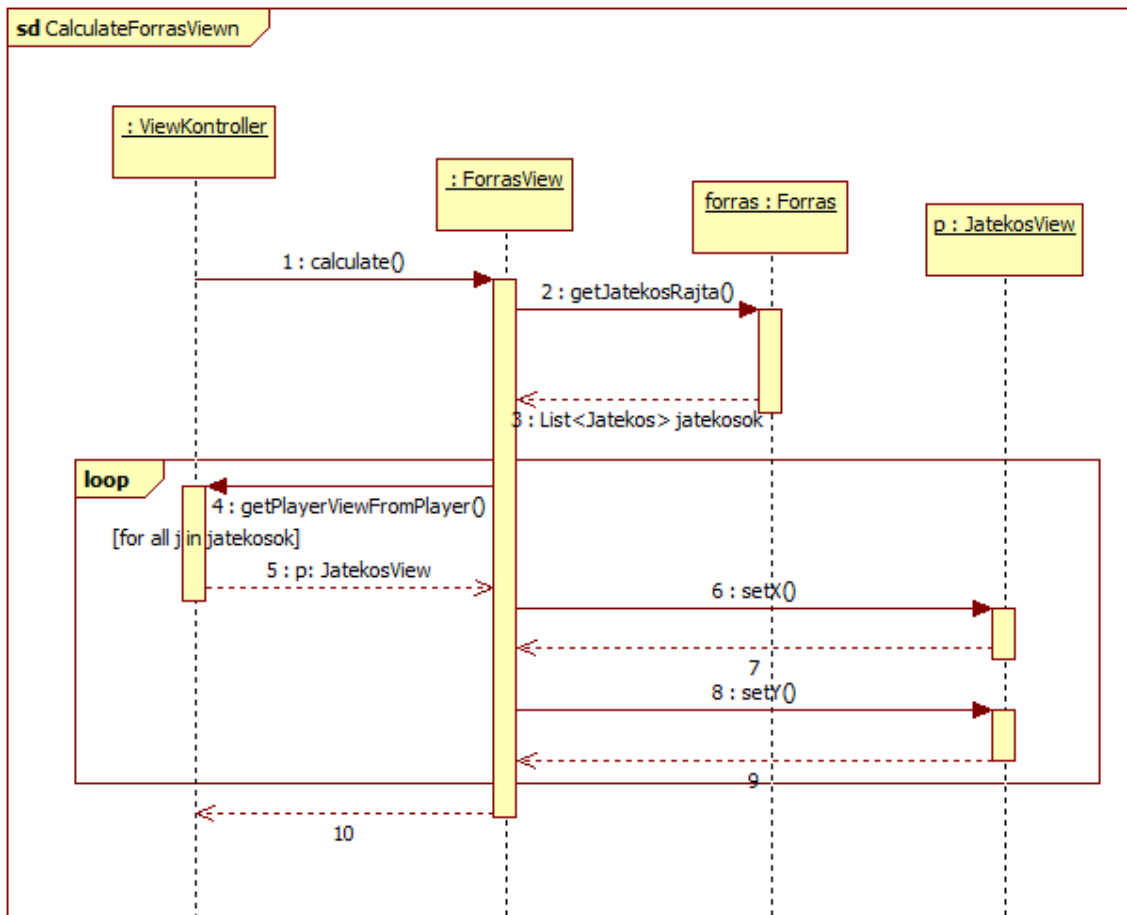 sd CalculateForrasViewn
: ViewKontroller
: ForrasView
forras : Forras
p : JatekosView
1 : calculate()
2 : getJatekosRajta()
3 : List<Jatekos> jatekosok
loop
4 : getPlayerViewFromPlayer()
[for all j in jatekosok]
5 : p: JatekosView
6 : setX()
7
8 : setY()
9
10